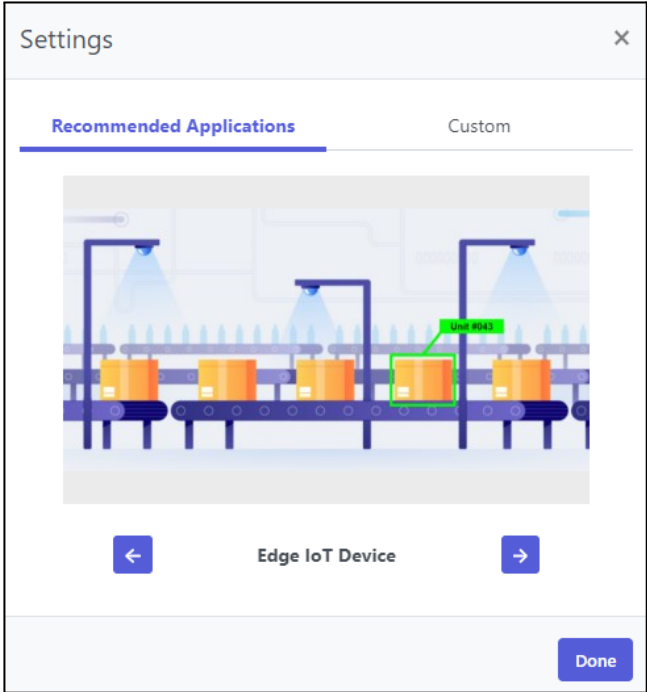 Settings
Recommended Applications
Custom
Unit #043
Edge IoT Device
Done